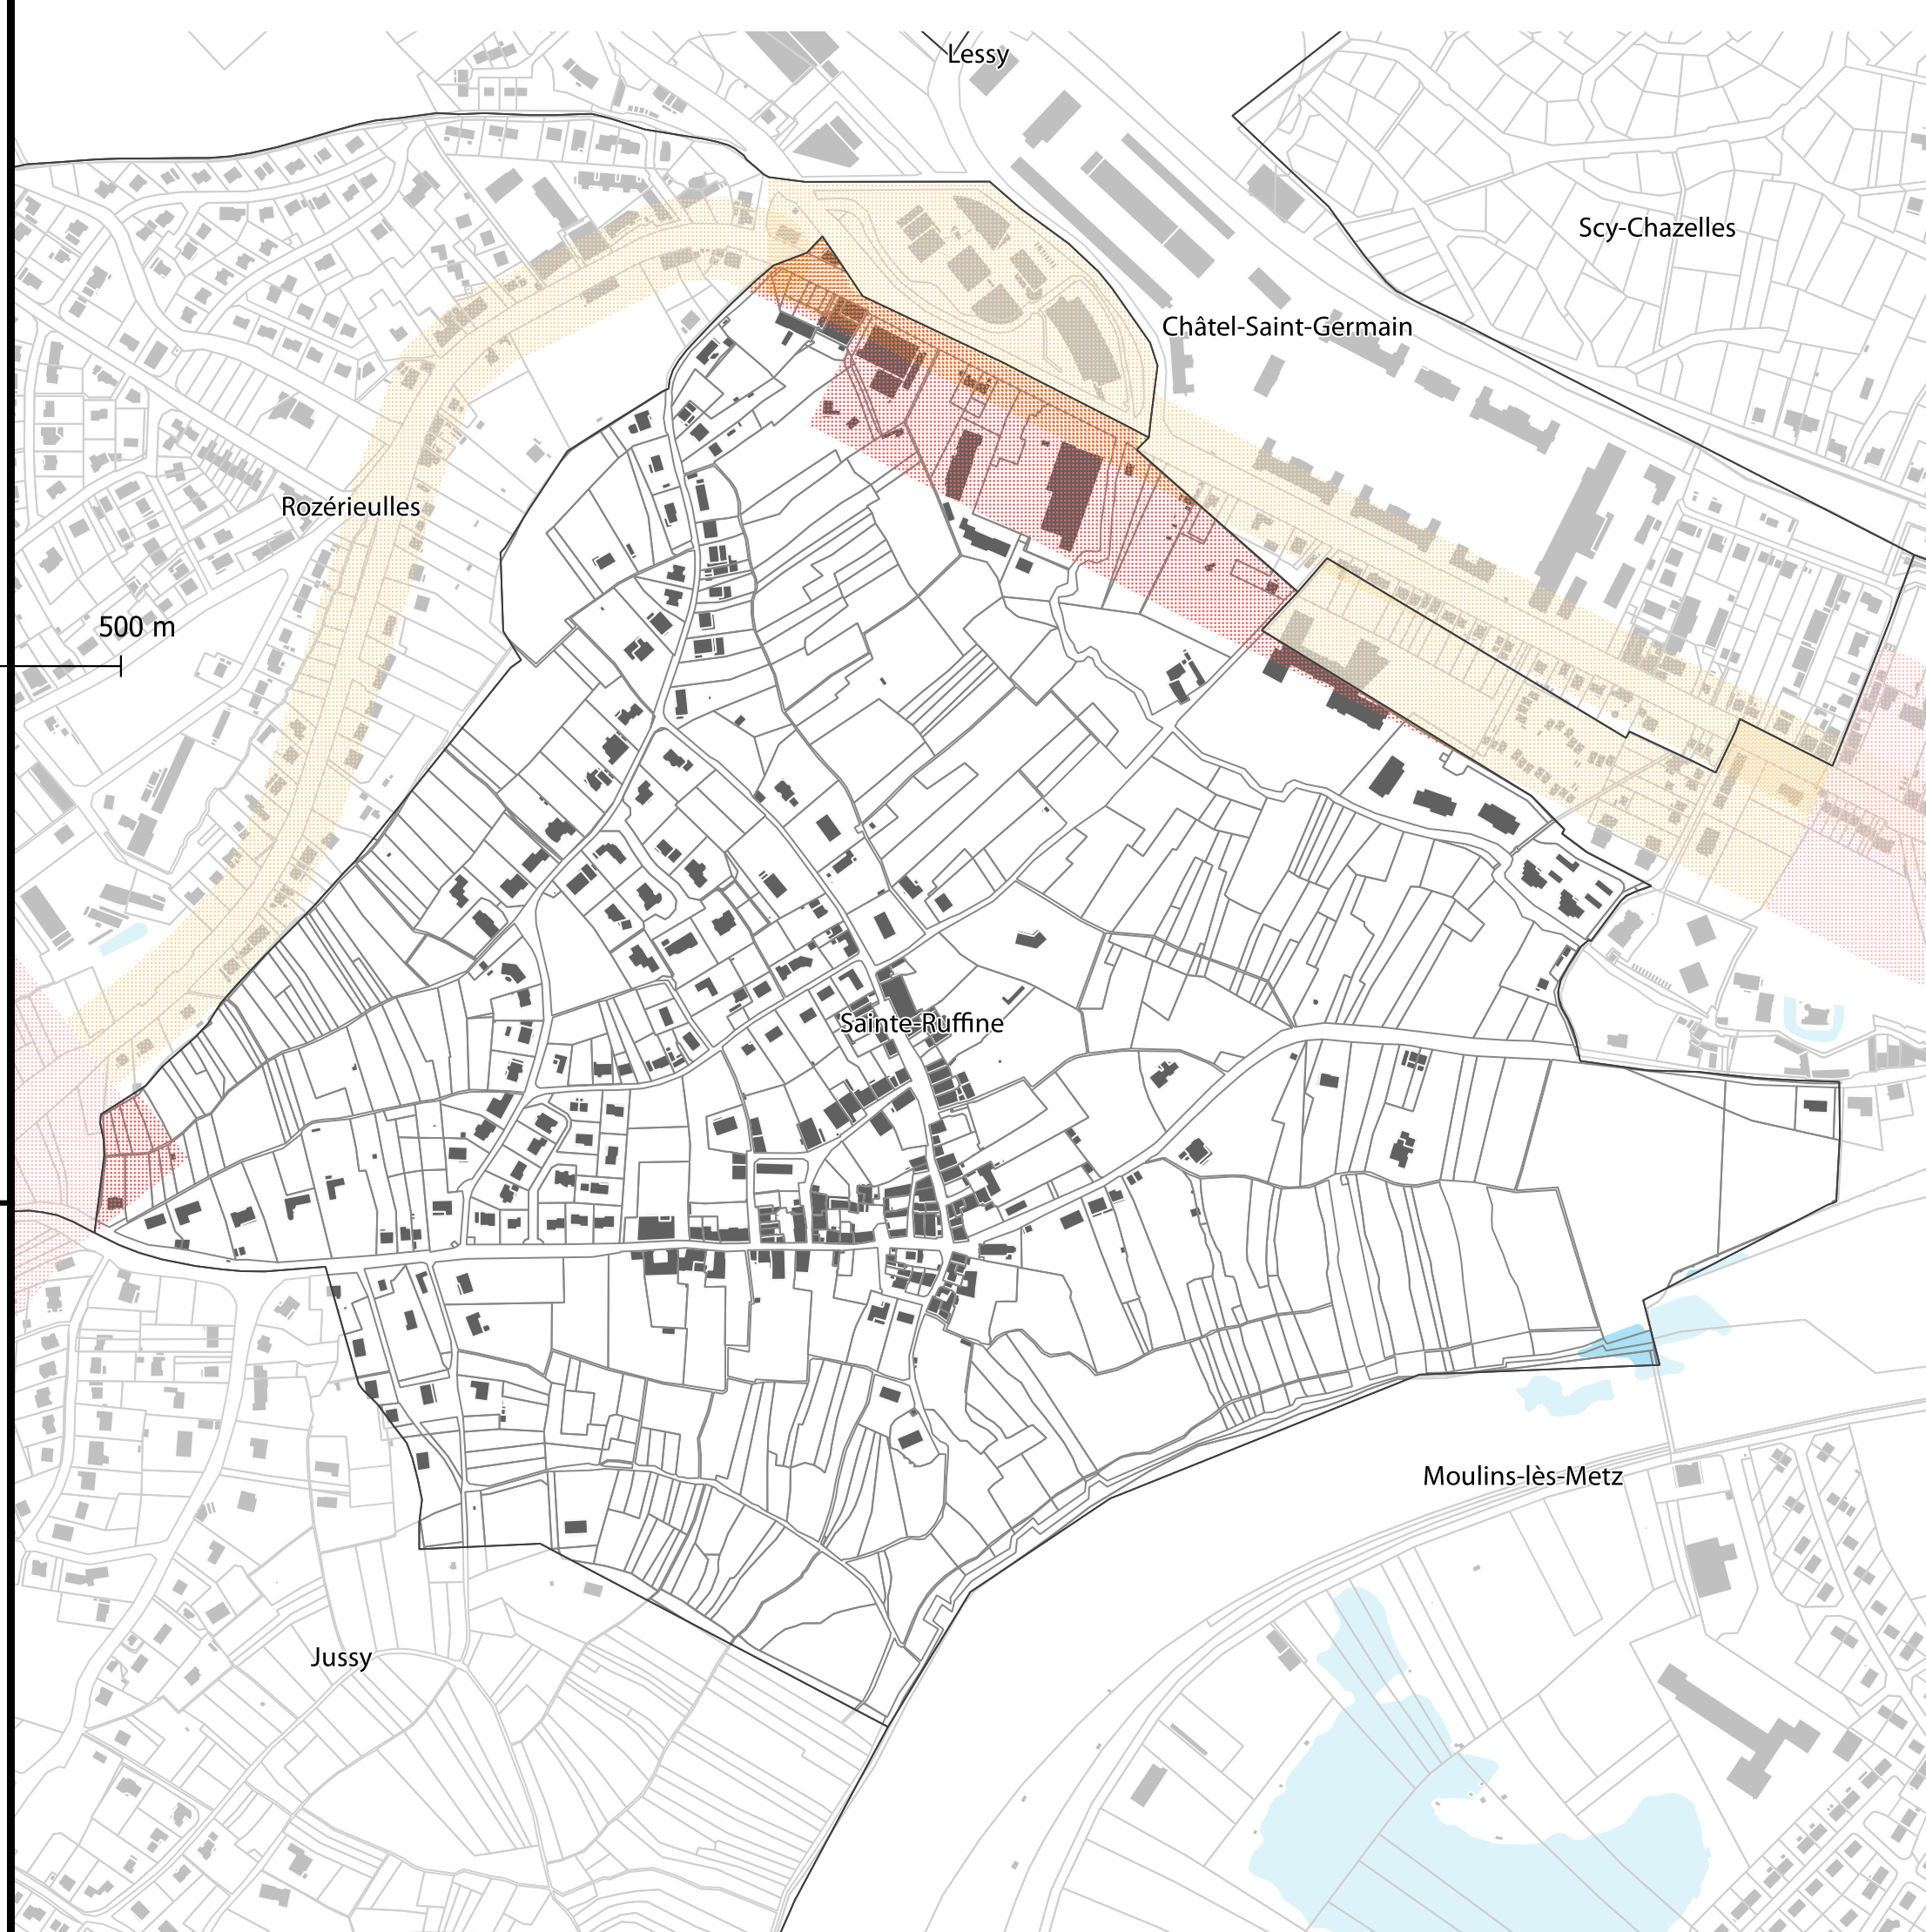 Lessy
Scy-Chazelles
Châtel-Saint-Germain
Rozérieulles
500 m
Sainte-Ruffine
Moulins-lès-Metz
Jussy